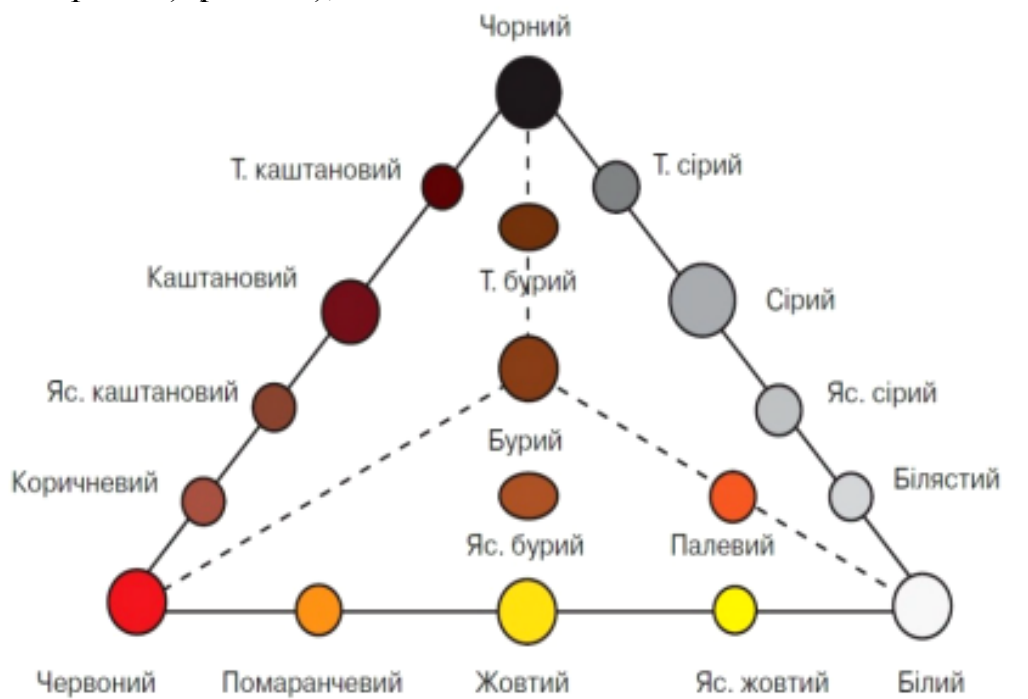 Чорний
Т. каштановий
Т. сірий
Каштановий
Т. бурий
Сірий
Яс. каштановий
Яс. сірий
Бурий
Коричневий
Білястий
Яс. бурий
Палевий
Червоний
Помаранчевий
Жовтий
Яс. жовтий
Білий